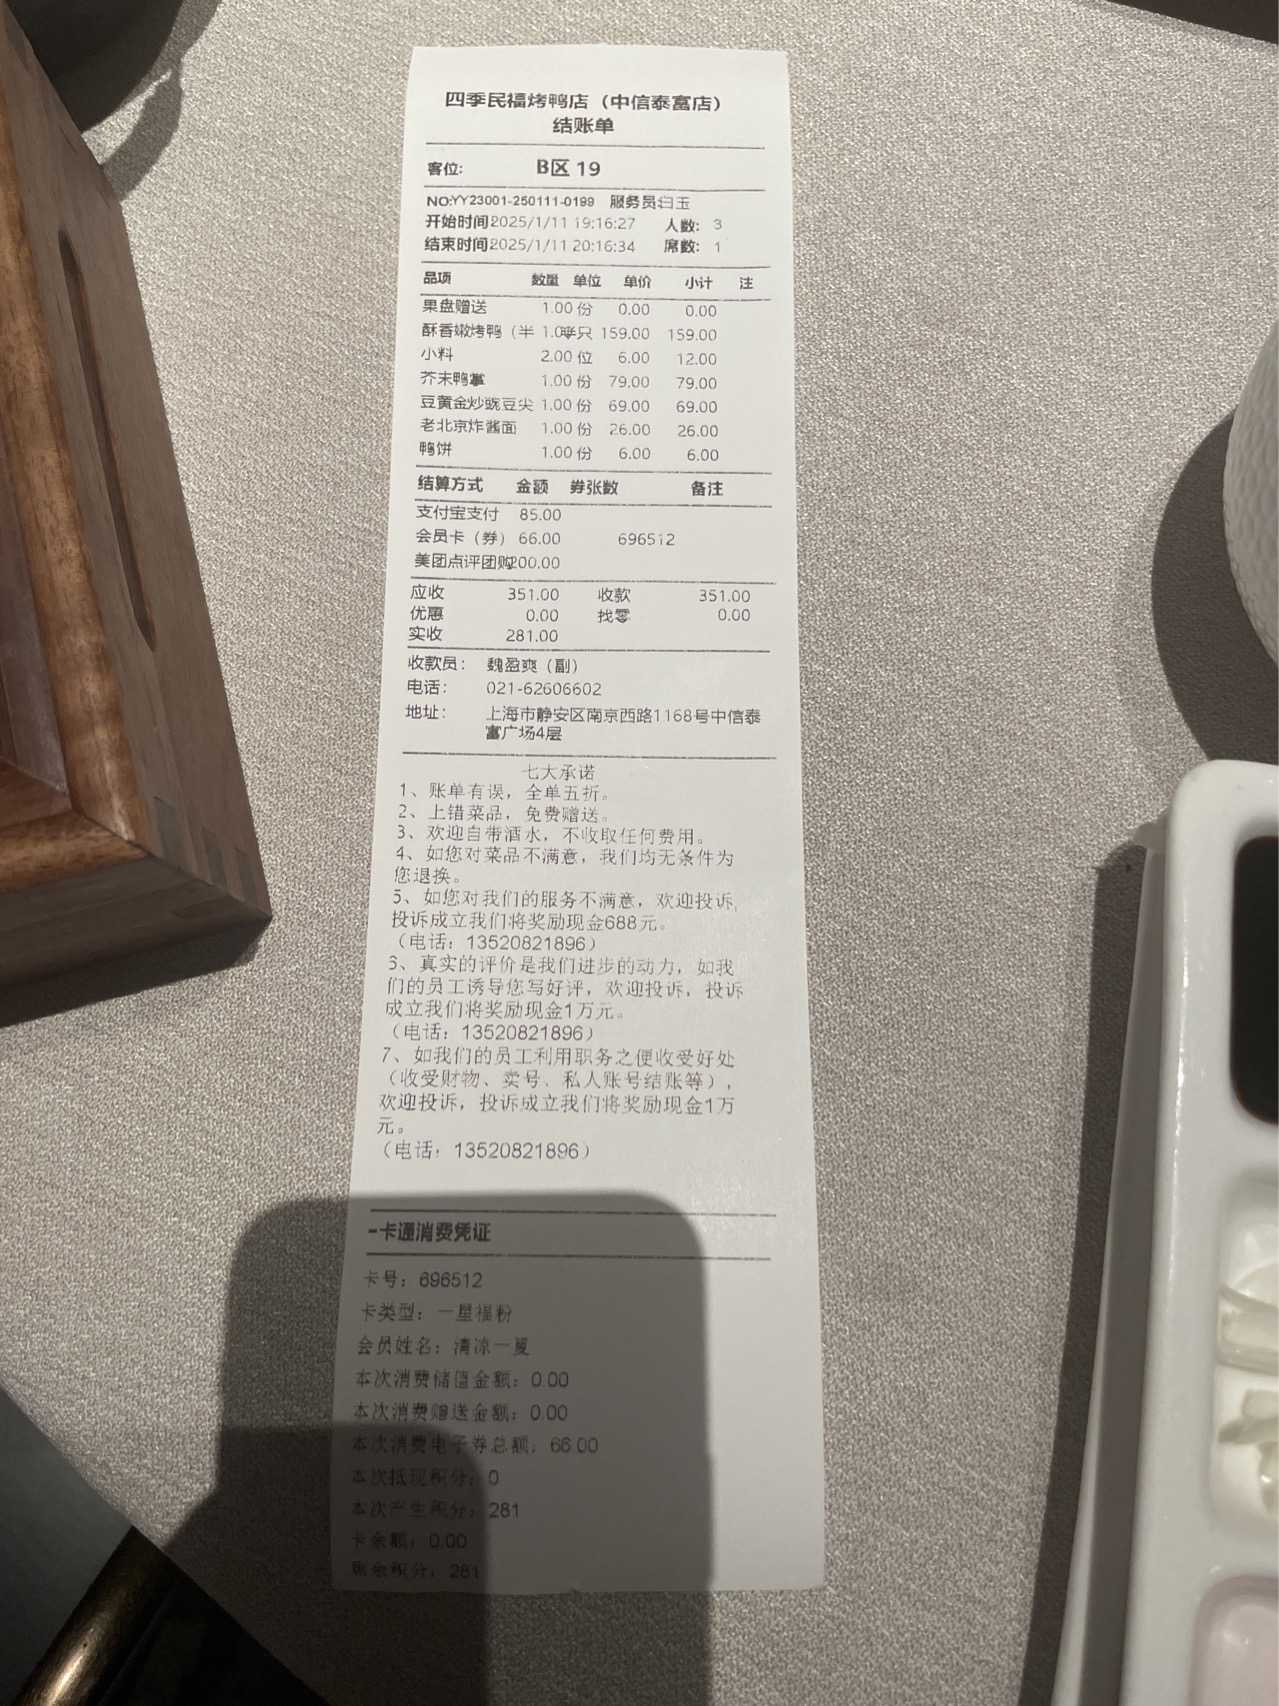 四季民福烤鸭店（中信泰富店）
结账单
客位: B区 19
NO:YY23001-250111-0199 服务员:白玉
开始时间2025/1/11 19:16:27 人数: 3
结束时间2025/1/11 20:16:34 席数: 1
品项 数量 单位 单价 小计 注
果盘赠送 1.00 份 0.00 0.00
酥香嫩烤鸭（半 1.00半只 159.00 159.00
小料 2.00 位 6.00 12.00
芥末鸭掌 1.00 份 79.00 79.00
豆黄金炒豌豆尖 1.00 份 69.00 69.00
老北京炸酱面 1.00 份 26.00 26.00
鸭饼 1.00 份 6.00 6.00
结算方式 金额 券张数 备注
支付宝支付 85.00
会员卡（券） 66.00 696512
美团点评团购200.00
应收 351.00 收款 351.00
优惠 0.00 找零 0.00
实收 281.00
收款员: 魏盈爽（副）
电话: 021-62606602
地址: 上海市静安区南京西路1168号中信泰
富广场4层
七大承诺
1、账单有误，全单五折。
2、上错菜品，免费赠送。
3、欢迎自带酒水，不收取任何费用。
4、如您对菜品不满意，我们均无条件为
您退换。
5、如您对我们的服务不满意，欢迎投诉,
投诉成立我们将奖励现金688元。
（电话：13520821896）
3、真实的评价是我们进步的动力，如我
们的员工诱导您写好评，欢迎投诉，投诉
成立我们将奖励现金1万元。
（电话：13520821896）
7、如我们的员工利用职务之便收受好处
（收受财物、卖号、私人账号结账等），
欢迎投诉，投诉成立我们将奖励现金1万
元。
（电话：13520821896）
一卡通消费凭证
卡号：696512
卡类型：一星福粉
会员姓名：清凉一夏
本次消费储值金额：0.00
本次消费赠送金额：0.00
本次消费电子券总额：66.00
本次抵现积分：0
本次产生积分：281
卡余额：0.00
剩余积分：281